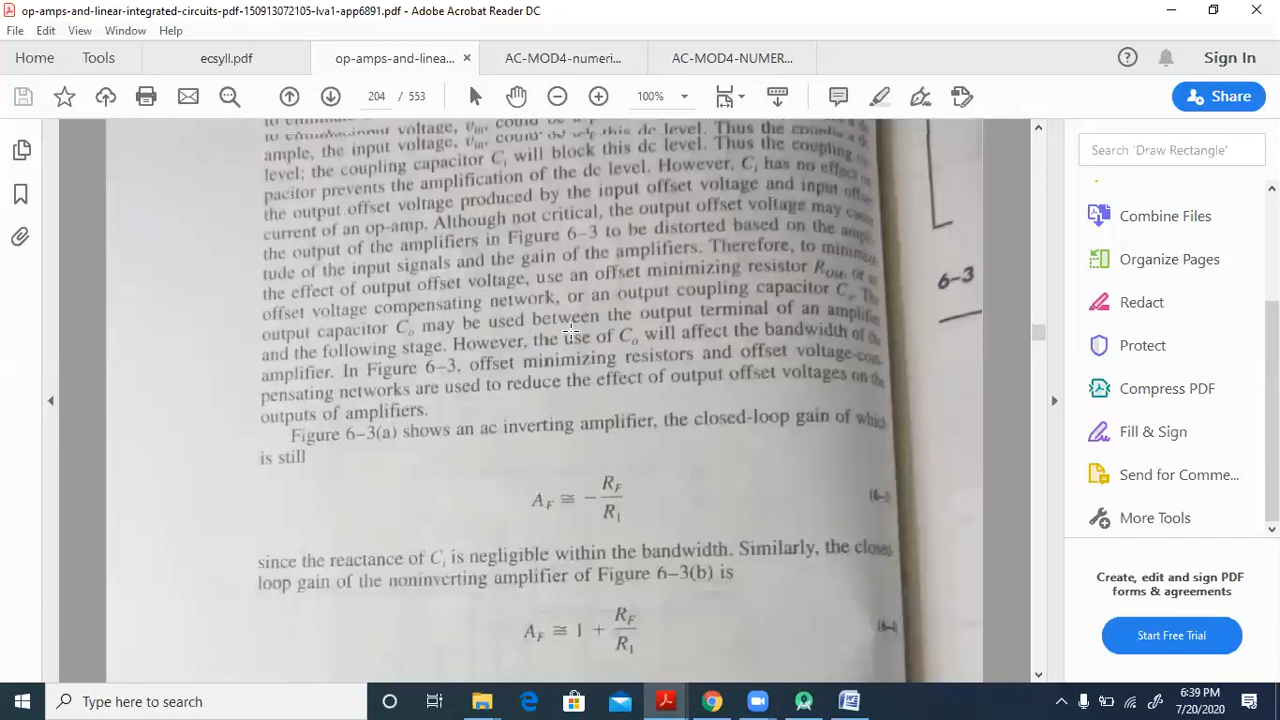 op-amps-and-linear-integrated-circuits-pdf-150913072105-lva1-app6891.pdf - Adobe Acrobat Reader DC
File Edit View Window Help
Home Tools ecsyll.pdf op-amps-and-linea... × AC-MOD4-numeri... AC-MOD4-NUMER... Sign In
204 / 553 100% Share
ample, the input voltage, vin, could be
level; the coupling capacitor Ci will block this dc level. Thus the coupling
pacitor prevents the amplification of the dc level. However, Ci has no effect on
the output offset voltage produced by the input offset voltage and input offset
current of an op-amp. Although not critical, the output offset voltage may cause
the output of the amplifiers in Figure 6–3 to be distorted based on the ampli-
tude of the input signals and the gain of the amplifiers. Therefore, to minimize
the effect of output offset voltage, use an offset minimizing resistor ROM, or an
offset voltage compensating network, or an output coupling capacitor Co. The
output capacitor Co may be used between the output terminal of an amplifier
and the following stage. However, the use of Co will affect the bandwidth of the
amplifier. In Figure 6–3, offset minimizing resistors and offset voltage-com-
pensating networks are used to reduce the effect of output offset voltages on the
outputs of amplifiers.
Figure 6–3(a) shows an ac inverting amplifier, the closed-loop gain of which
is still
AF ≅ − RF / R1
since the reactance of Ci is negligible within the bandwidth. Similarly, the closed-
loop gain of the noninverting amplifier of Figure 6–3(b) is
AF ≅ 1 + RF / R1
6-3
Search 'Draw Rectangle'
Combine Files
Organize Pages
Redact
Protect
Compress PDF
Fill & Sign
Send for Comme...
More Tools
Create, edit and sign PDF
forms & agreements
Start Free Trial
Type here to search
6:39 PM
7/20/2020